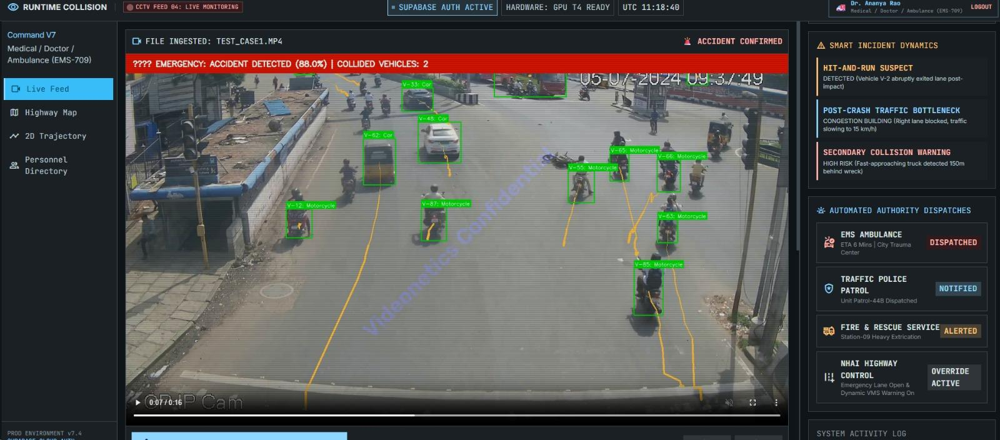 RUNTIME COLLISION
CCTV FEED 04: LIVE MONITORING
SUPABASE AUTH ACTIVE
HARDWARE: GPU T4 READY
UTC 11:18:40
Dr. Ananya Rao
Medical / Doctor / Ambulance (EMS-709)
LOGOUT
Command V7
Medical / Doctor /
Ambulance (EMS-709)
Live Feed
Highway Map
2D Trajectory
Personnel
Directory
PROD ENVIRONMENT v7.4
SUPABASE CLOUD AUTH
FILE INGESTED: TEST_CASE1.MP4
ACCIDENT CONFIRMED
???? EMERGENCY: ACCIDENT DETECTED (88.0%) | COLLIDED VEHICLES: 2
05-07-2024 09:37:49
V-33: Car
V-48: Car
V-62: Car
V-65: Motorcycle
V-66: Motorcycle
V-55: Motorcycle
V-12: Motorcycle
V-87: Motorcycle
V-63: Motorcycle
V-85: Motorcycle
Videonetics Confidential
IP Cam
0:07 / 0:16
SMART INCIDENT DYNAMICS
HIT-AND-RUN SUSPECT
DETECTED (Vehicle V-2 abruptly exited lane post-
impact)
POST-CRASH TRAFFIC BOTTLENECK
CONGESTION BUILDING (Right lane blocked, traffic
slowing to 15 km/h)
SECONDARY COLLISION WARNING
HIGH RISK (Fast-approaching truck detected 150m
behind wreck)
AUTOMATED AUTHORITY DISPATCHES
EMS AMBULANCE
ETA 6 Mins | City Trauma
Center
DISPATCHED
TRAFFIC POLICE
PATROL
Unit Patrol-44B Dispatched
NOTIFIED
FIRE & RESCUE SERVICE
Station-09 Heavy Extrication
ALERTED
NHAI HIGHWAY
CONTROL
Emergency Lane Open &
Dynamic VMS Warning On
OVERRIDE
ACTIVE
SYSTEM ACTIVITY LOG